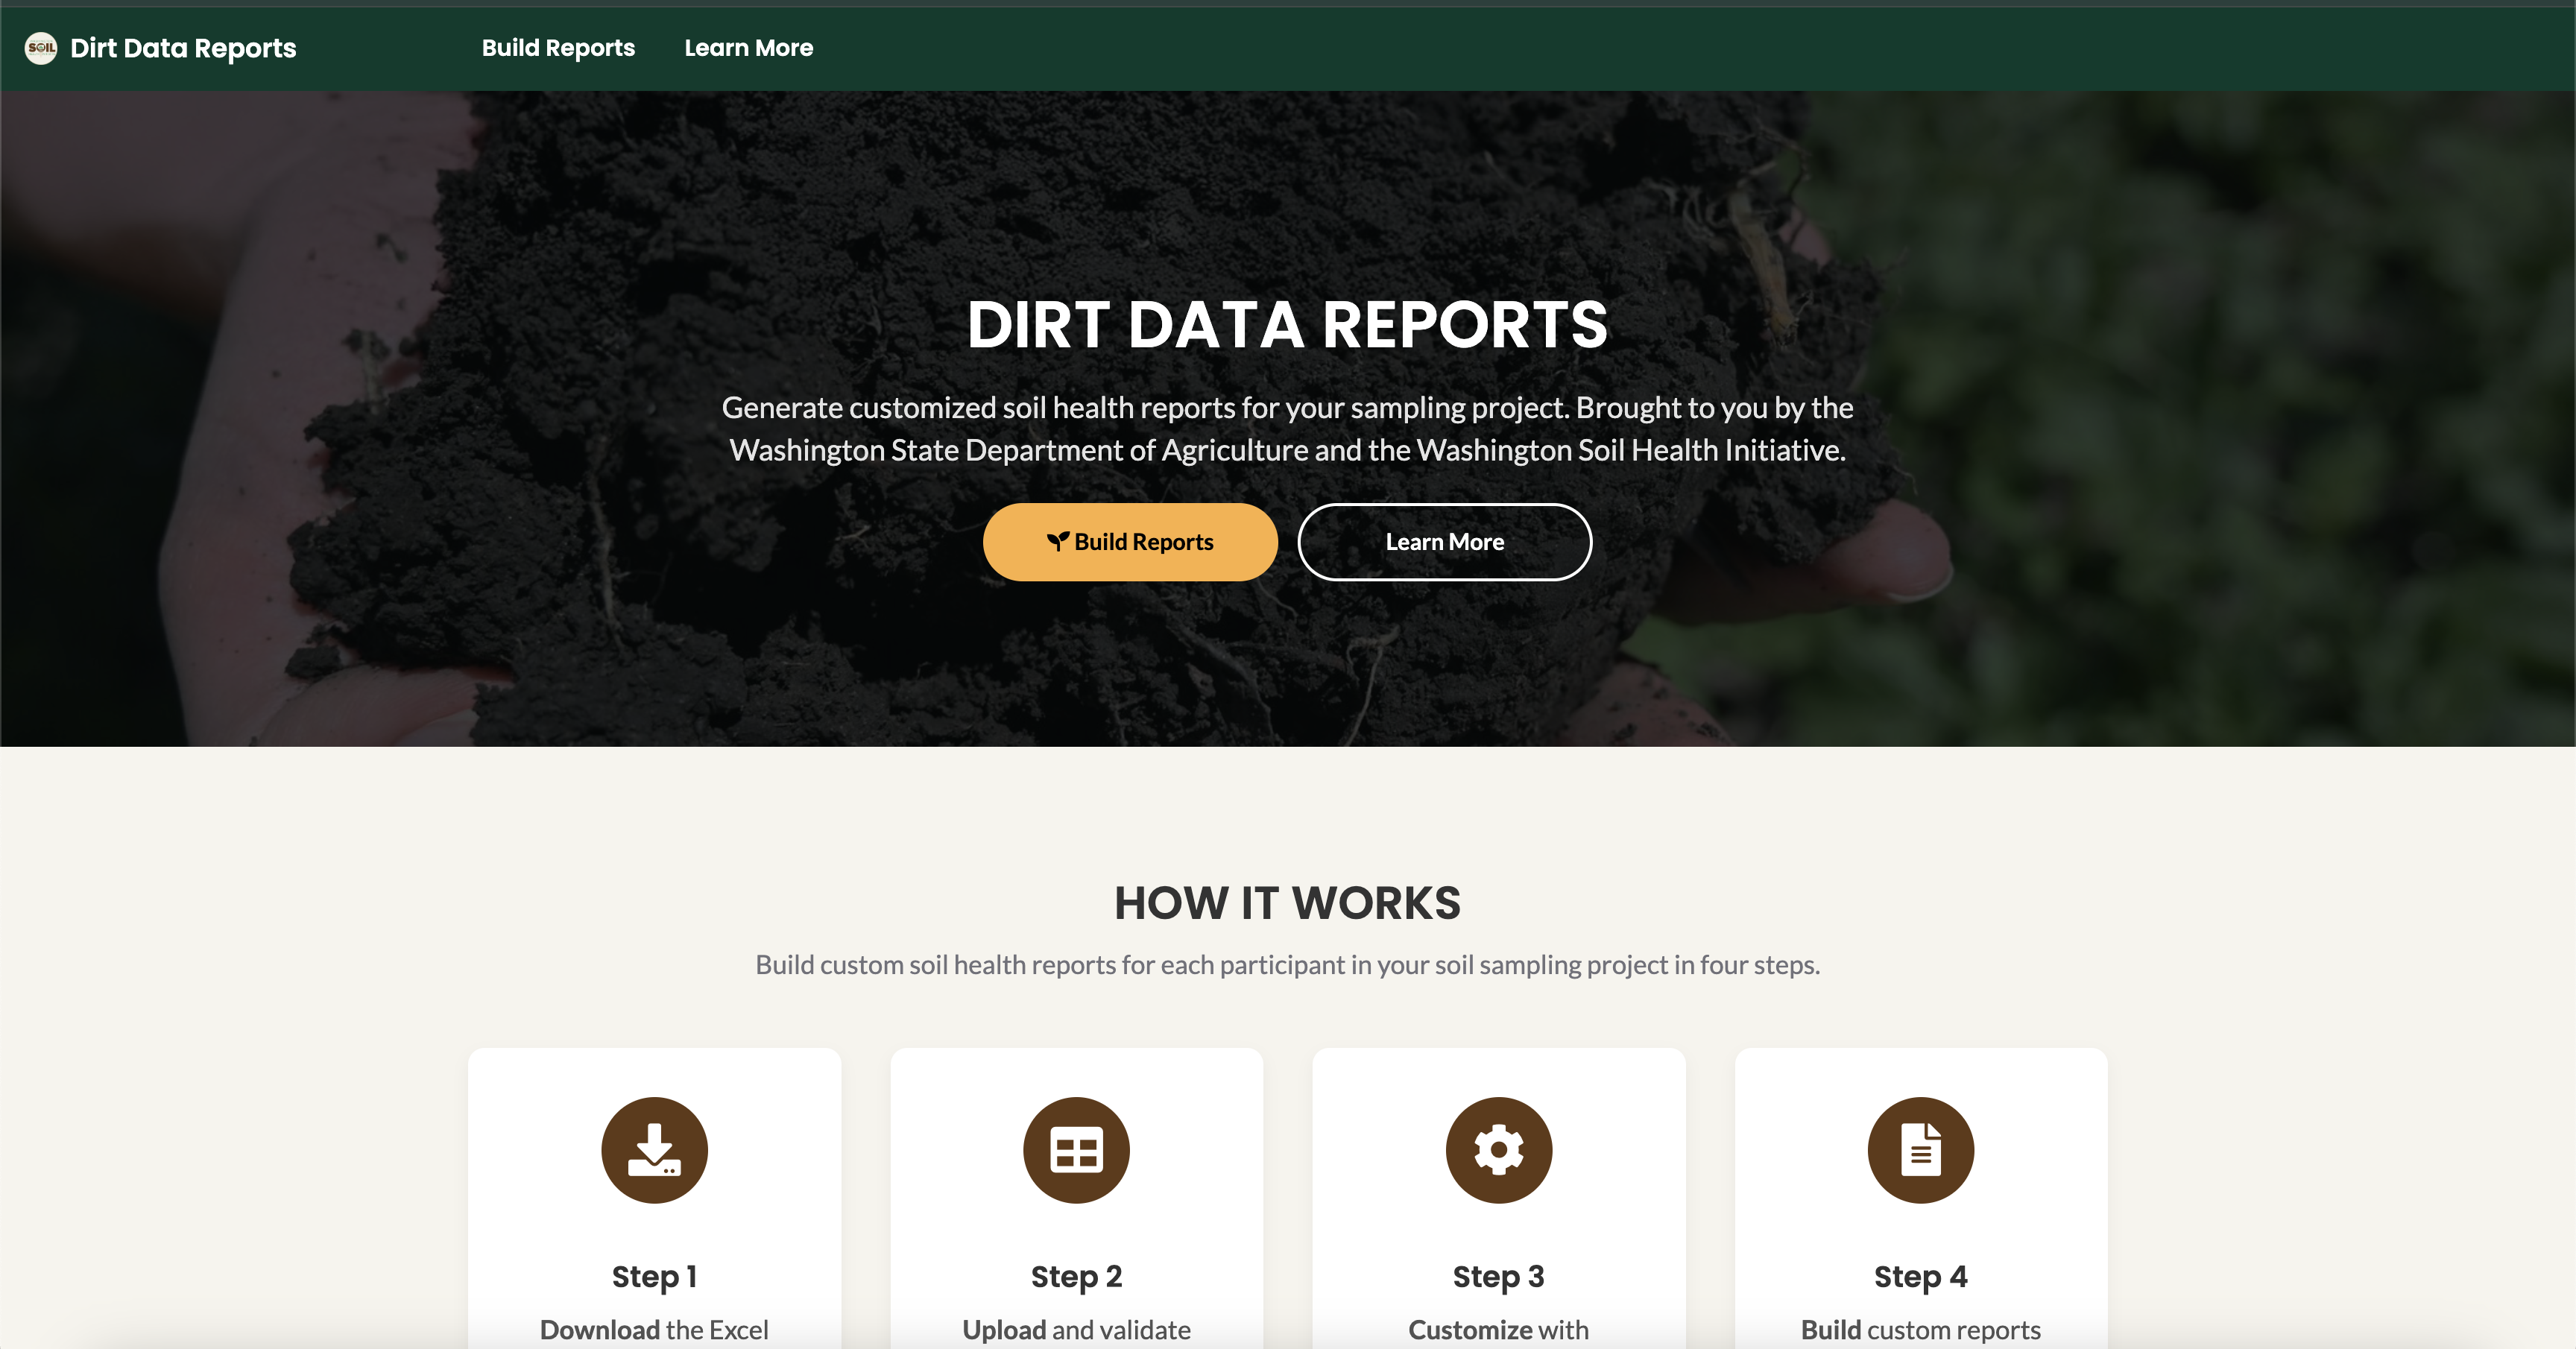 SOIL
Dirt Data Reports
Build Reports
Learn More
DIRT DATA REPORTS
Generate customized soil health reports for your sampling project. Brought to you by the
Washington State Department of Agriculture and the Washington Soil Health Initiative.
Build Reports
Learn More
HOW IT WORKS
Build custom soil health reports for each participant in your soil sampling project in four steps.
Step 1
Download the Excel
Step 2
Upload and validate
Step 3
Customize with
Step 4
Build custom reports